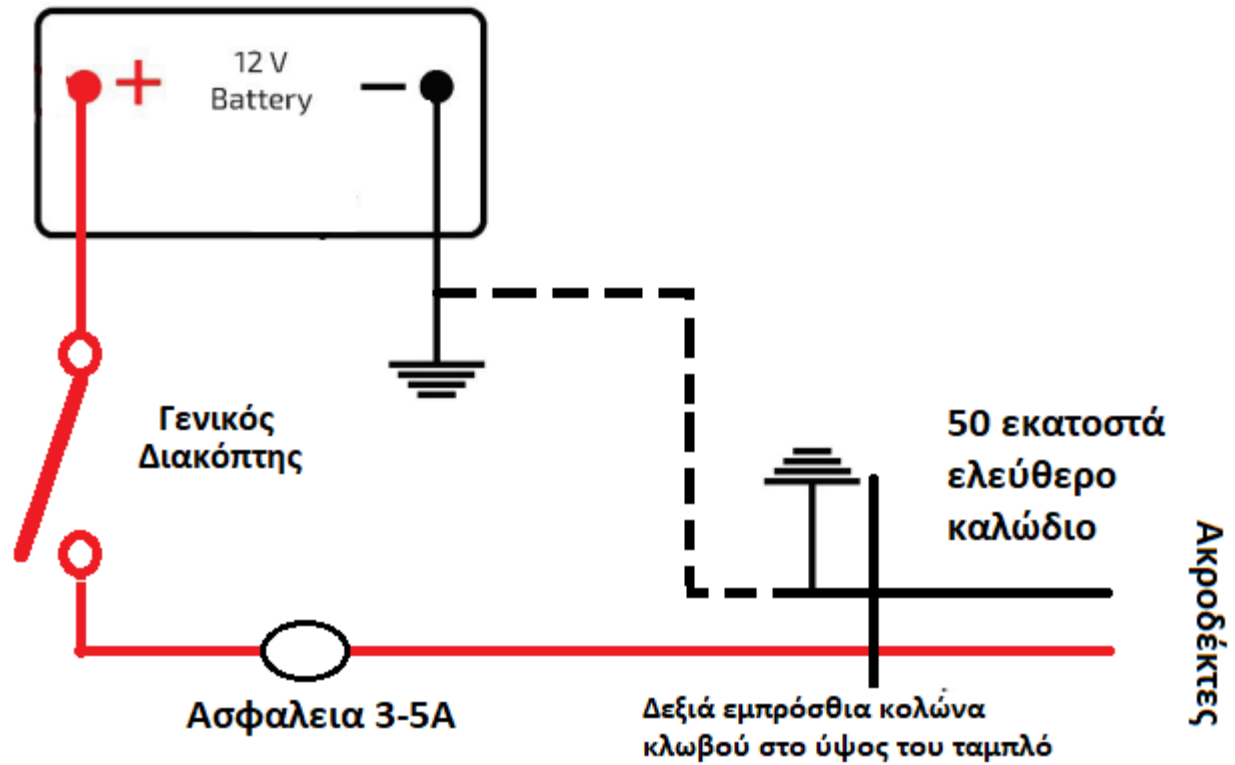 12 V
Battery
Γενικός
Διακόπτης
50 εκατοστά
ελεύθερο
καλώδιο
Ακροδέκτες
Ασφαλεια 3-5Α
Δεξιά εμπρόσθια κολώνα
κλωβού στο ύψος του ταμπλό